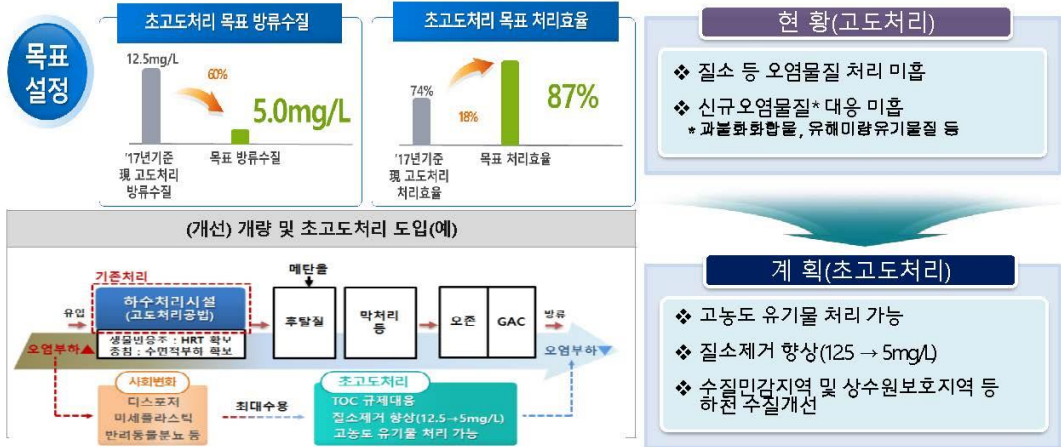 목표
설정
초고도처리 목표 방류수질
12.5mg/L
60%
5.0mg/L
'17년기준
現 고도처리
방류수질
목표 방류수질
초고도처리 목표 처리효율
74%
18%
87%
'17년기준
現 고도처리
처리효율
목표 처리효율
현 황(고도처리)
❖ 질소 등 오염물질 처리 미흡
❖ 신규오염물질* 대응 미흡
* 과불화화합물, 유해미량유기물질 등
(개선) 개량 및 초고도처리 도입(예)
기존처리
메탄올
유입
하수처리시설
(고도처리공법)
후탈질
막처리
등
오존
GAC
방류
생물반응조 : HRT 확보
종침 : 수면적부하 확보
오염부하▲
오염부하▼
사회변화
디스포저
미세플라스틱
반려동물분뇨 등
최대수용
초고도처리
TOC 규제대응
질소제거 향상(12.5→5mg/L)
고농도 유기물 처리 가능
계 획(초고도처리)
❖ 고농도 유기물 처리 가능
❖ 질소제거 향상(125 → 5mg/L)
❖ 수질민감지역 및 상수원보호지역 등
하천 수질개선